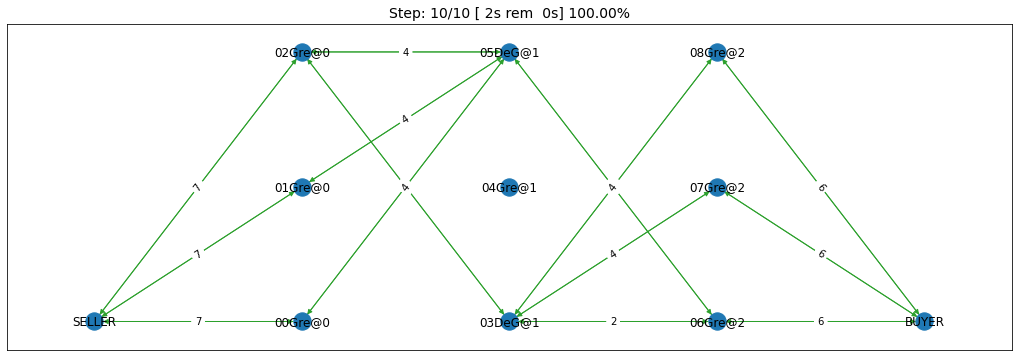 Step: 10/10 [ 2s rem  0s] 100.00%
02Gre@0 4 05DeG@1 08Gre@2
4
7 01Gre@0 4 04Gre@1 4 07Gre@2 6
7 4 6
SELLER 7 00Gre@0 03DeG@1 2 06Gre@2 6 BUYER